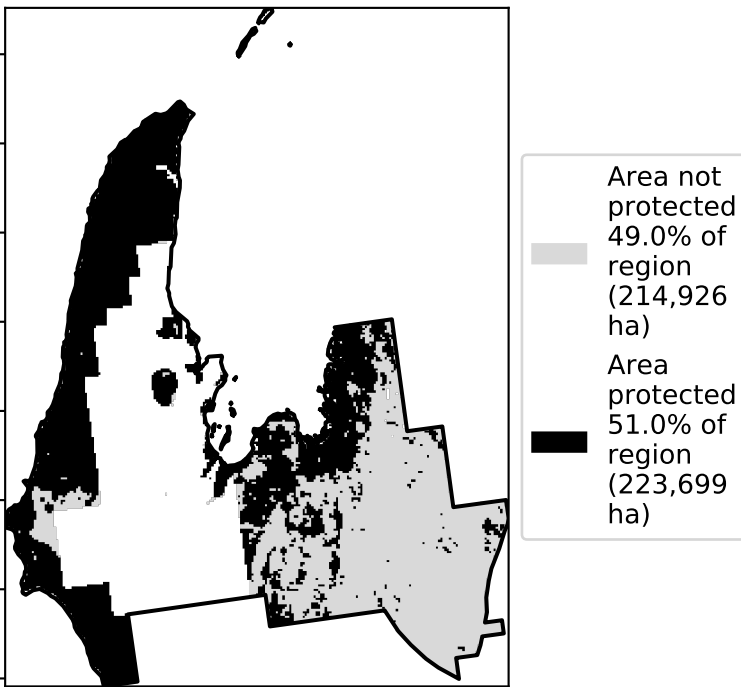 Area not
protected
49.0% of
region
(214,926
ha)
Area
protected
51.0% of
region
(223,699
ha)